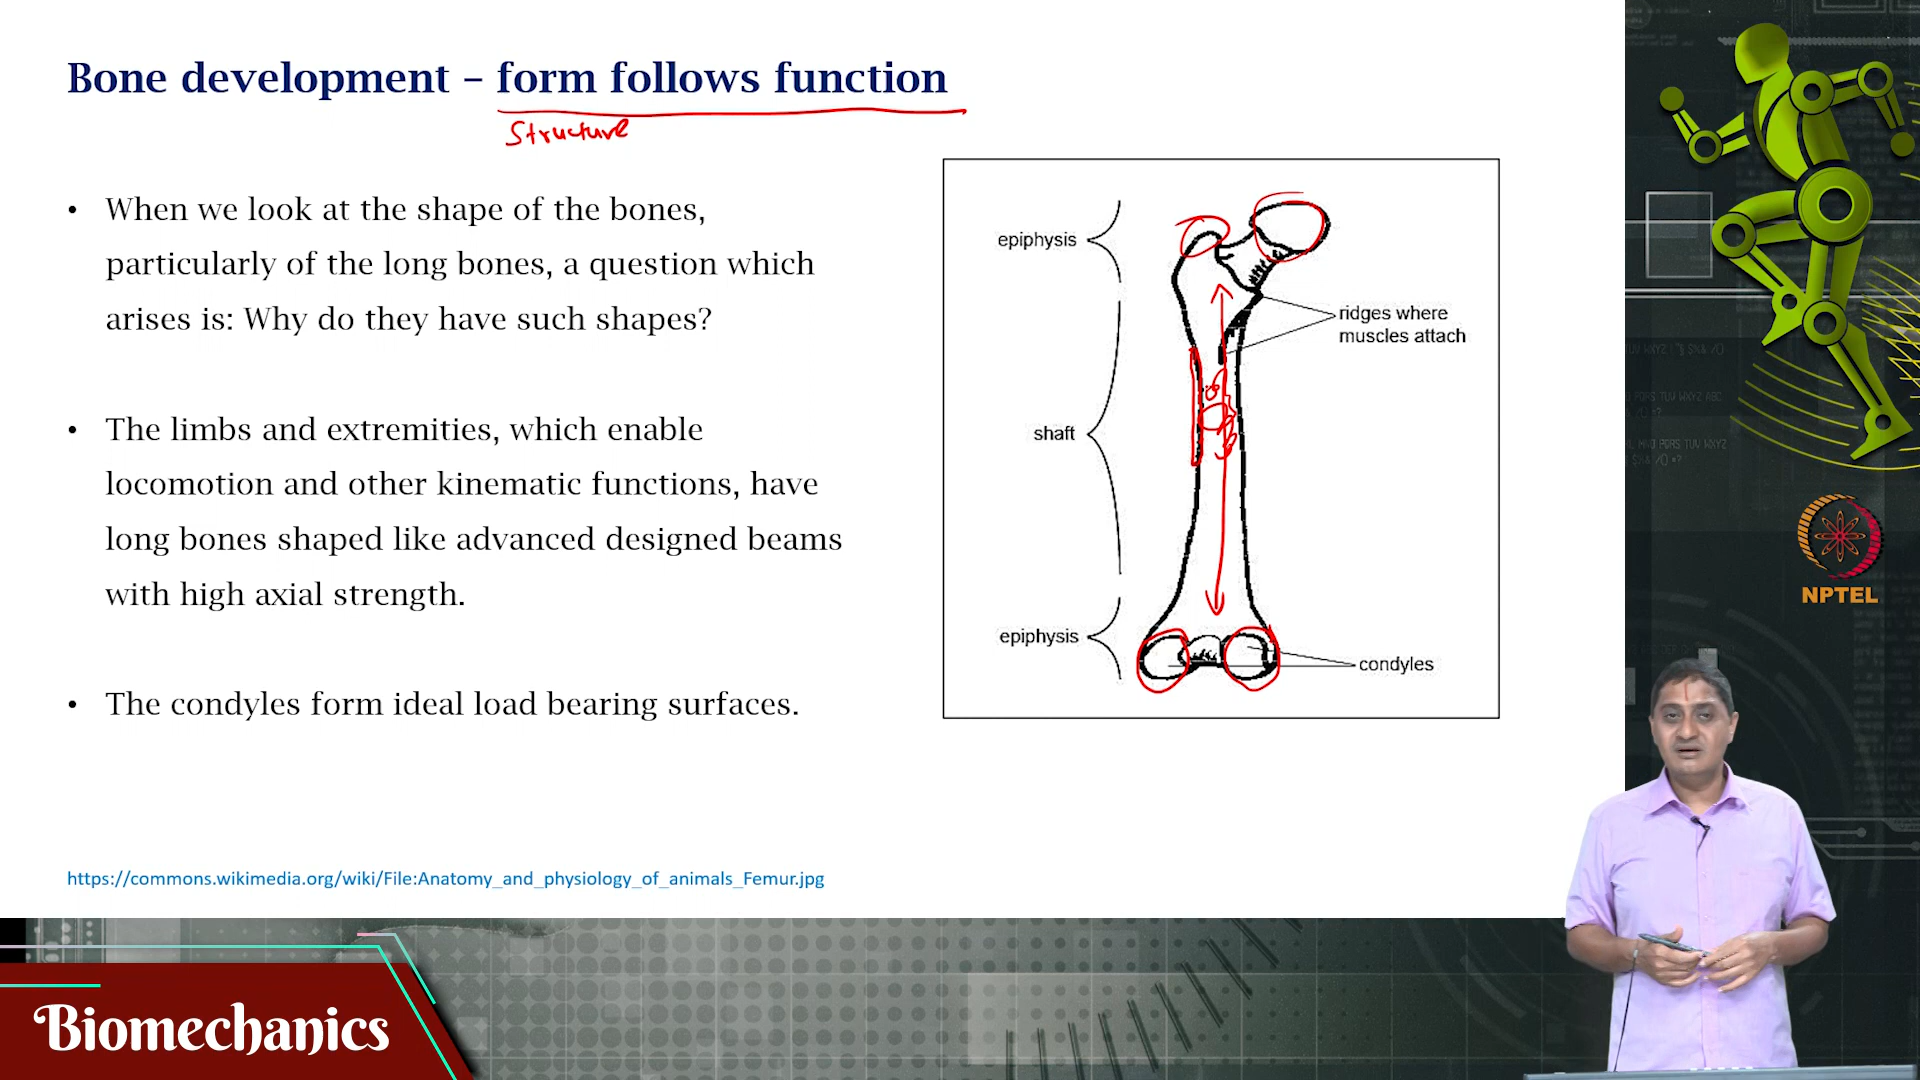 Bone development – form follows function
Structure
• When we look at the shape of the bones,
particularly of the long bones, a question which
arises is: Why do they have such shapes?
• The limbs and extremities, which enable
locomotion and other kinematic functions, have
long bones shaped like advanced designed beams
with high axial strength.
• The condyles form ideal load bearing surfaces.
epiphysis
ridges where
muscles attach
shaft
epiphysis
condyles
https://commons.wikimedia.org/wiki/File:Anatomy_and_physiology_of_animals_Femur.jpg
NPTEL
Biomechanics